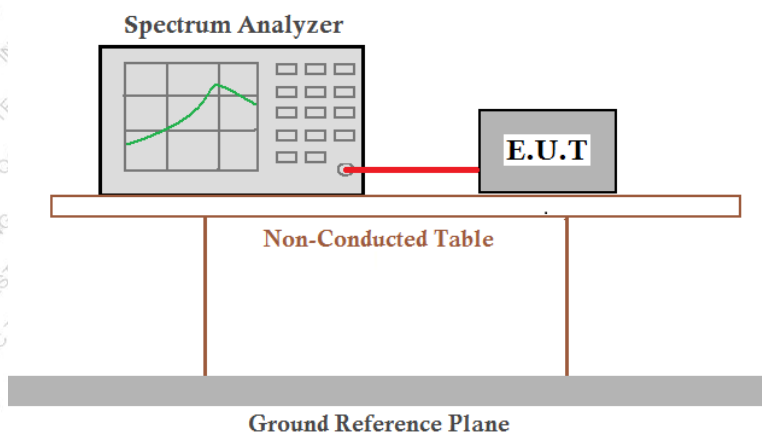 Spectrum Analyzer
E.U.T
Non-Conducted Table
Ground Reference Plane